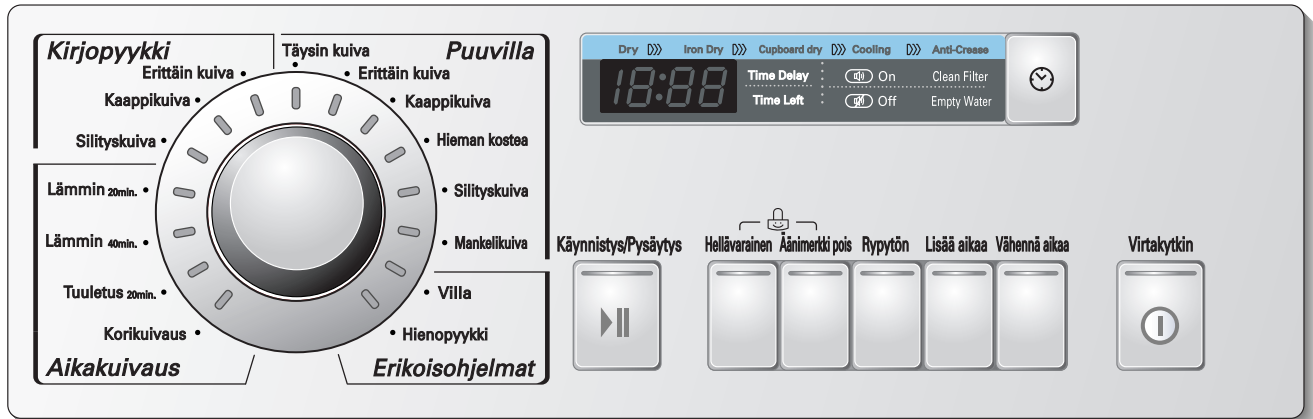 Kirjopyykki
Erittäin kuiva
Kaappikuiva
Silityskuiva
Lämmin 20min.
Lämmin 40min.
Tuuletus 20min.
Korikuivaus
Aikakuivaus
Puuvilla
Täysin kuiva
Erittäin kuiva
Kaappikuiva
Hieman kostea
Silityskuiva
Mankelikuiva
Villa
Hienopyykki
Erikoisohjelmat
Dry Iron Dry Cupboard dry Cooling Anti-Crease
18:88
Time Delay On Clean Filter
Time Left Off Empty Water
Käynnistys/Pysäytys Hellävarainen Äänimerkki pois Rypytön Lisää aikaa Vähennä aikaa Virtakytkin